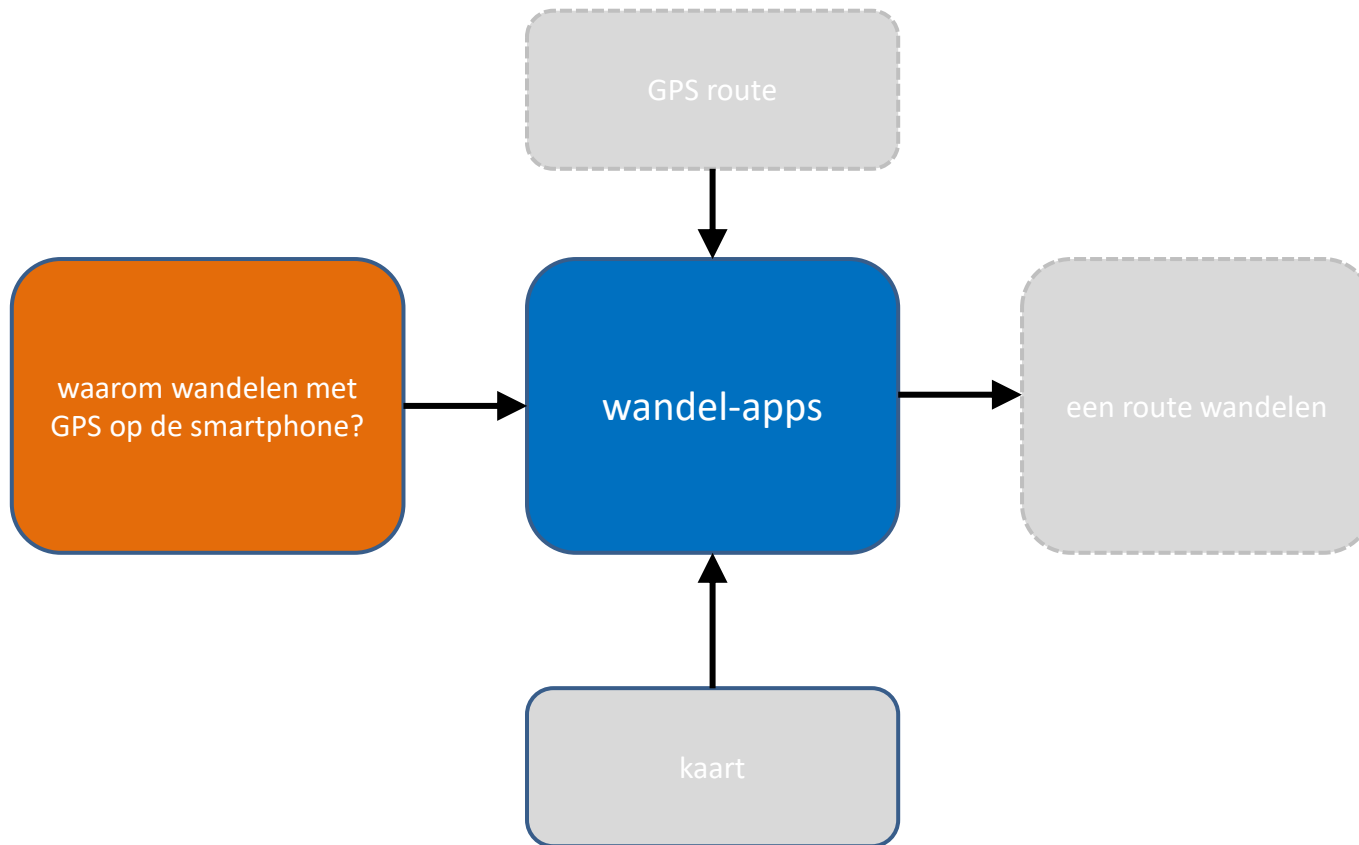 GPS route
waarom wandelen met
GPS op de smartphone?
wandel-apps
een route wandelen
kaart